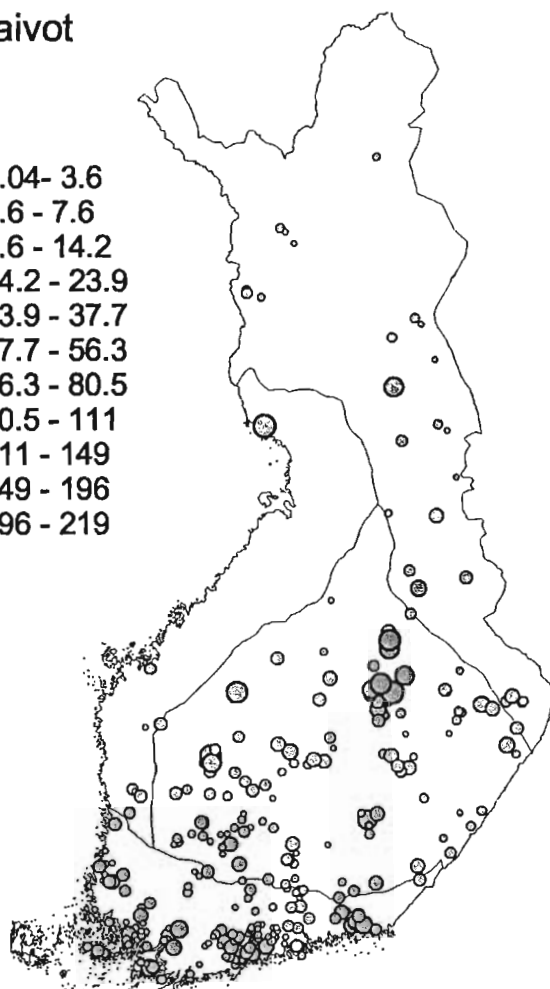 aivot
.04- 3.6
.6 - 7.6
.6 - 14.2
4.2 - 23.9
3.9 - 37.7
7.7 - 56.3
6.3 - 80.5
0.5 - 111
11 - 149
49 - 196
96 - 219